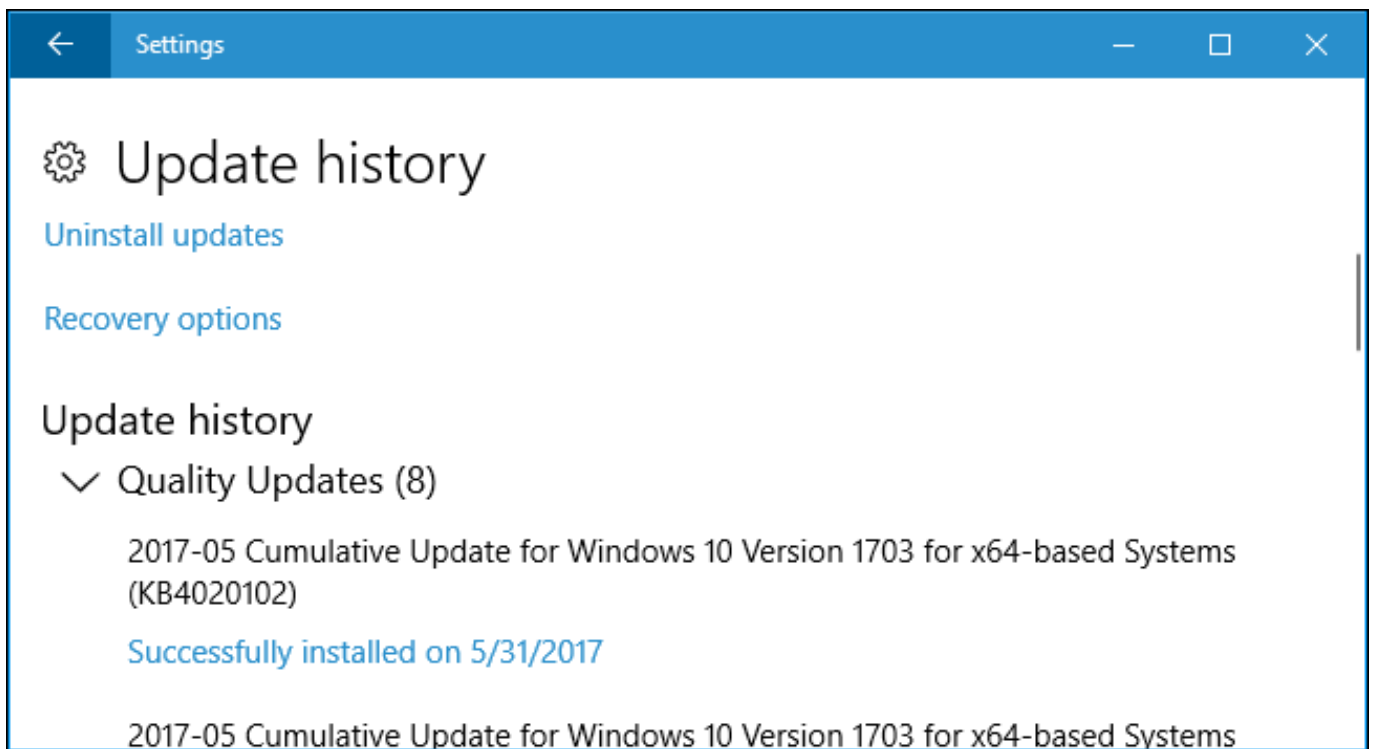 Settings
Update history
Uninstall updates
Recovery options
Update history
Quality Updates (8)
2017-05 Cumulative Update for Windows 10 Version 1703 for x64-based Systems
(KB4020102)
Successfully installed on 5/31/2017
2017-05 Cumulative Update for Windows 10 Version 1703 for x64-based Systems